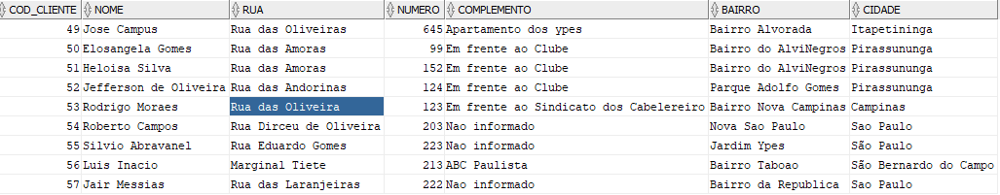 COD_CLIENTE NOME RUA NUMERO COMPLEMENTO BAIRRO CIDADE
49 Jose Campus Rua das Oliveiras 645 Apartamento dos ypes Bairro Alvorada Itapetininga
50 Elosangela Gomes Rua das Amoras 99 Em frente ao Clube Bairro do AlviNegros Pirassununga
51 Heloisa Silva Rua das Amoras 152 Em frente ao Clube Bairro do AlviNegros Pirassununga
52 Jefferson de Oliveira Rua das Andorinas 124 Em frente ao Clube Parque Adolfo Gomes Pirassununga
53 Rodrigo Moraes Rua das Oliveira 123 Em frente ao Sindicato dos Cabelereiro Bairro Nova Campinas Campinas
54 Roberto Campos Rua Dirceu de Oliveira 203 Nao informado Nova Sao Paulo Sao Paulo
55 Silvio Abravanel Rua Eduardo Gomes 223 Nao informado Jardim Ypes São Paulo
56 Luis Inacio Marginal Tiete 213 ABC Paulista Bairro Taboao São Bernardo do Campo
57 Jair Messias Rua das Laranjeiras 222 Nao informado Bairro da Republica Sao Paulo